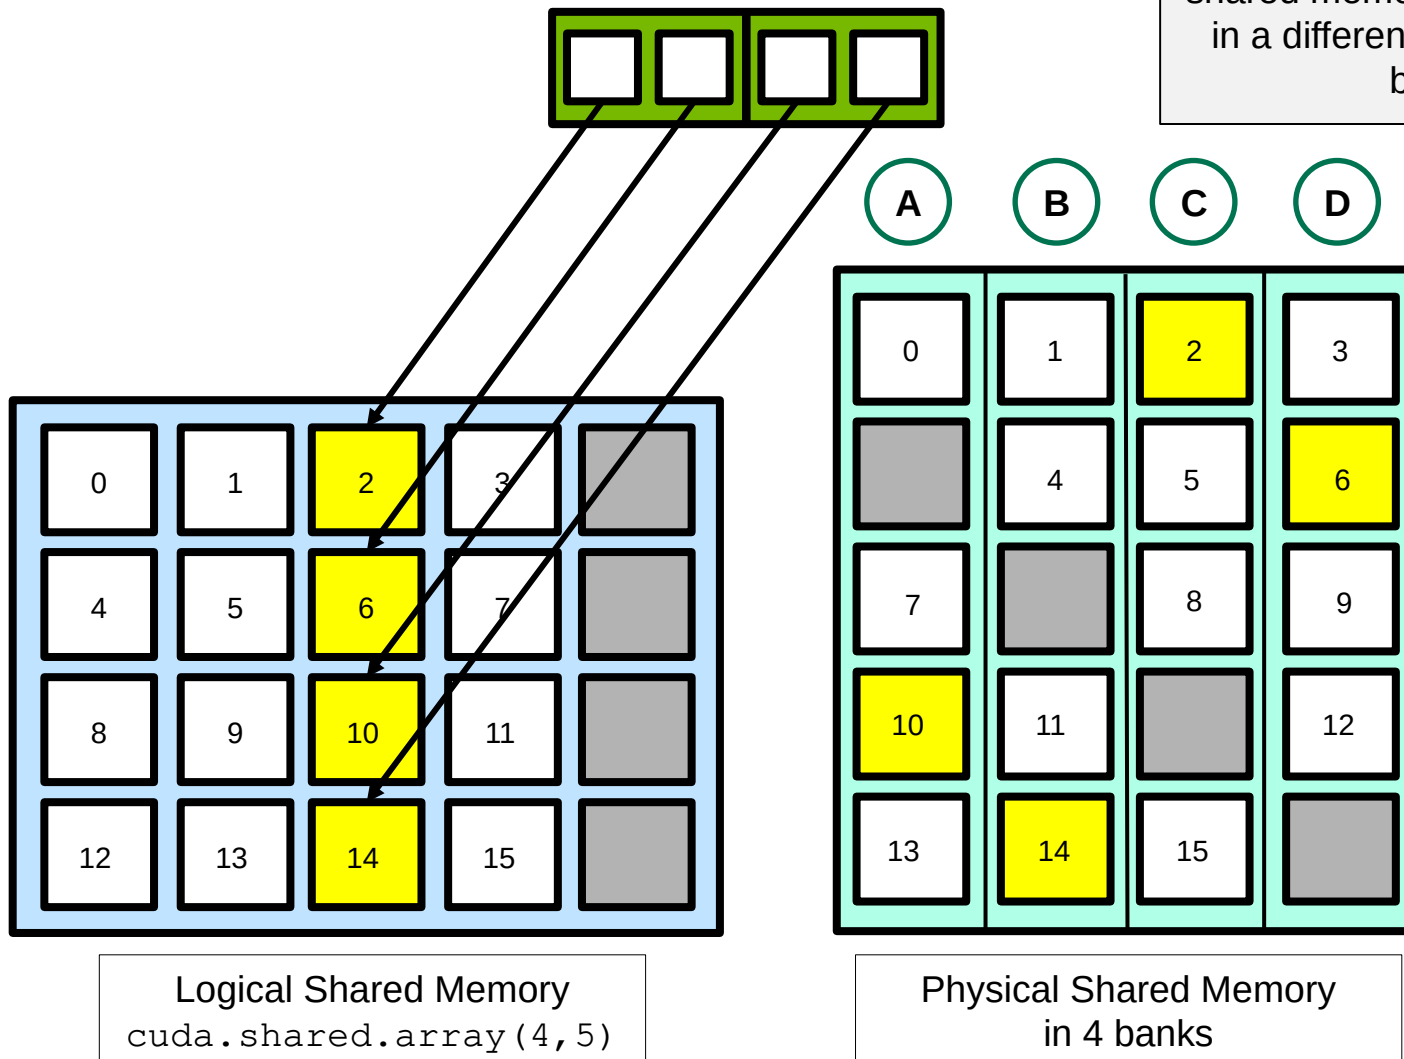 in a differen
b
A B C D
0 1 2 3
4 5 6 7
8 9 10 11
12 13 14 15
0 1 2 3
4 5 6
7 8 9
10 11 12
13 14 15
Logical Shared Memory
cuda.shared.array(4,5)
Physical Shared Memory
in 4 banks